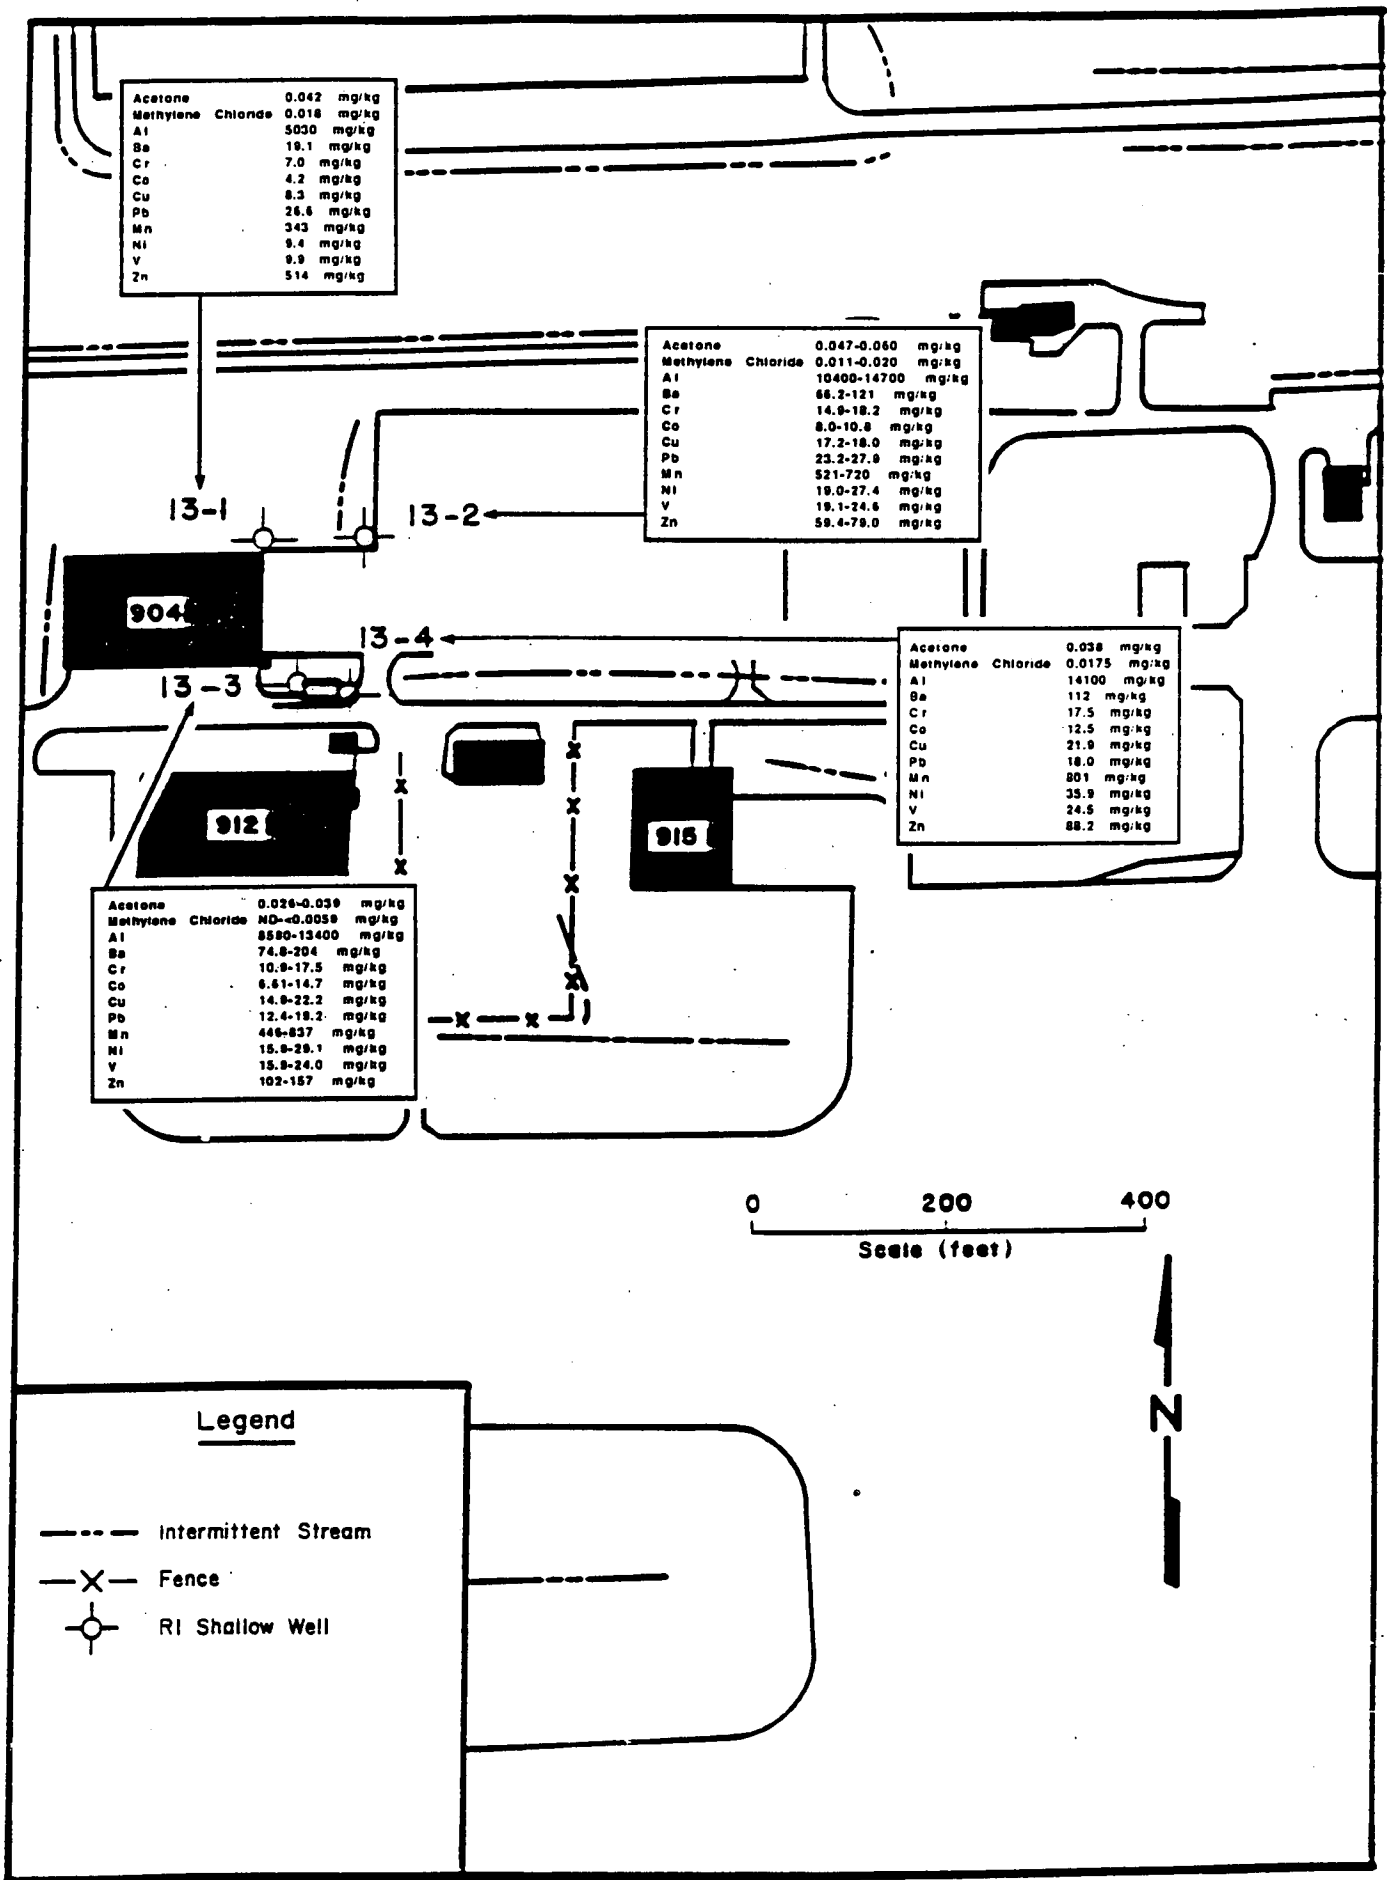 Acetone 0.042 mg/kg
Methylene Chloride 0.018 mg/kg
Al 5030 mg/kg
Ba 19.1 mg/kg
Cr 7.0 mg/kg
Co 4.2 mg/kg
Cu 8.3 mg/kg
Pb 26.6 mg/kg
Mn 343 mg/kg
Ni 9.4 mg/kg
V 9.9 mg/kg
Zn 514 mg/kg
Acetone 0.047-0.060 mg/kg
Methylene Chloride 0.011-0.020 mg/kg
Al 10400-14700 mg/kg
Ba 66.2-121 mg/kg
Cr 14.9-18.2 mg/kg
Co 8.0-10.8 mg/kg
Cu 17.2-18.0 mg/kg
Pb 23.2-27.9 mg/kg
Mn 521-720 mg/kg
Ni 19.0-27.4 mg/kg
V 19.1-24.6 mg/kg
Zn 59.4-79.0 mg/kg
13-1
13-2
904
13-4
13-3
Acetone 0.038 mg/kg
Methylene Chloride 0.0175 mg/kg
Al 14100 mg/kg
Ba 112 mg/kg
Cr 17.5 mg/kg
Co 12.5 mg/kg
Cu 21.9 mg/kg
Pb 18.0 mg/kg
Mn 801 mg/kg
Ni 35.9 mg/kg
V 24.5 mg/kg
Zn 88.2 mg/kg
912
915
Acetone 0.026-0.039 mg/kg
Methylene Chloride ND-<0.0059 mg/kg
Al 8580-13400 mg/kg
Ba 74.8-204 mg/kg
Cr 10.9-17.5 mg/kg
Co 6.61-14.7 mg/kg
Cu 14.9-22.2 mg/kg
Pb 12.4-19.2 mg/kg
Mn 446-837 mg/kg
Ni 15.8-29.1 mg/kg
V 15.9-24.0 mg/kg
Zn 102-157 mg/kg
0 200 400
Scale (feet)
N
Legend
Intermittent Stream
Fence
RI Shallow Well